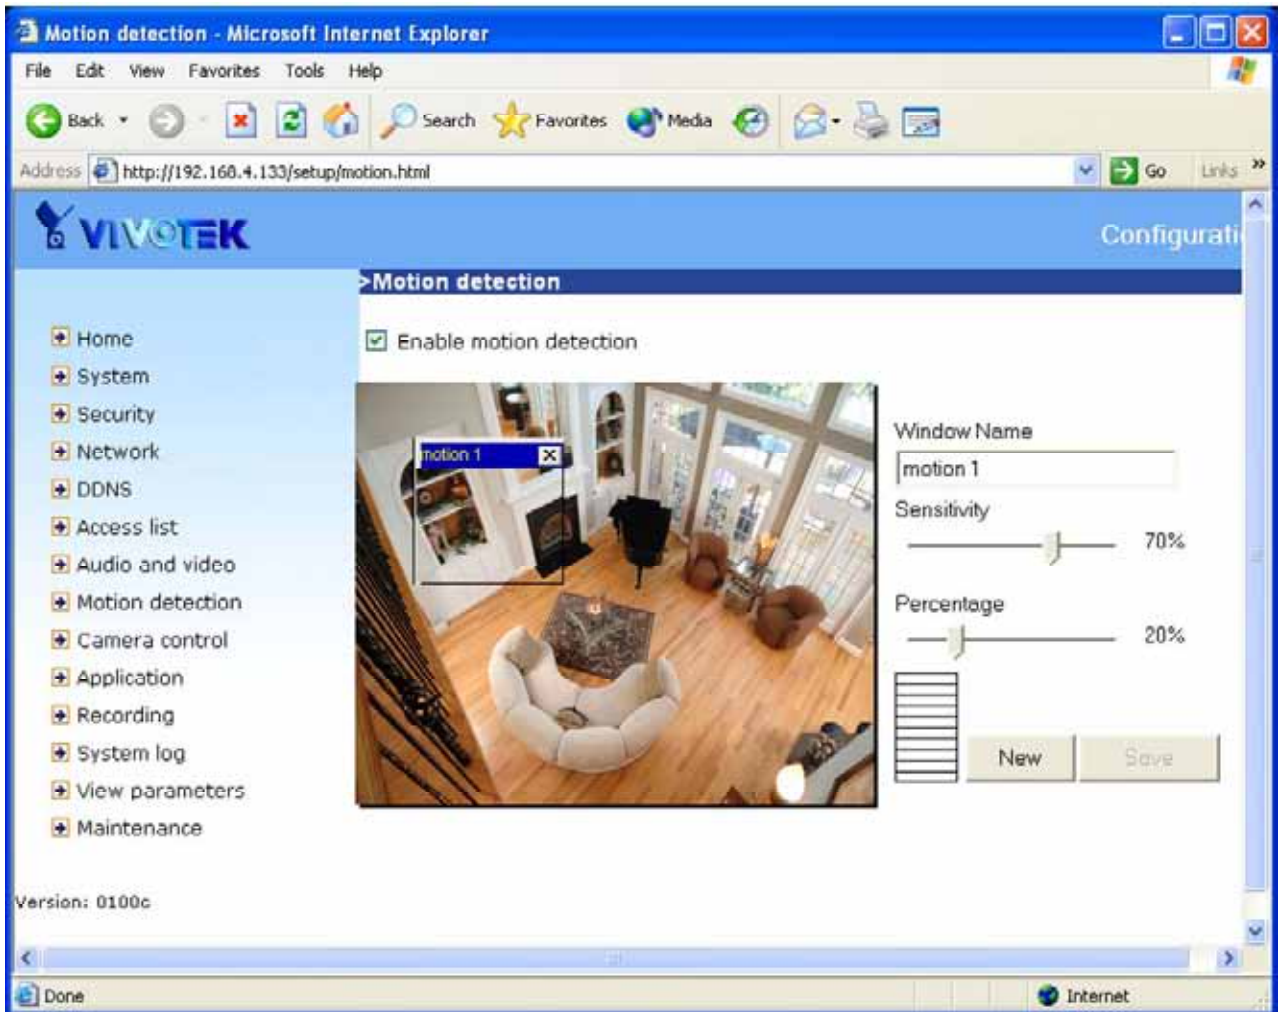 Motion detection - Microsoft Internet Explorer
File Edit View Favorites Tools Help
Back Search Favorites Media
Address http://192.168.4.133/setup/motion.html Go Links »
VIVOTEK
Configurati
>Motion detection
Home
System
Security
Network
DDNS
Access list
Audio and video
Motion detection
Camera control
Application
Recording
System log
View parameters
Maintenance
Version: 0100c
Enable motion detection
motion 1
Window Name
motion 1
Sensitivity
70%
Percentage
20%
New Save
Done Internet